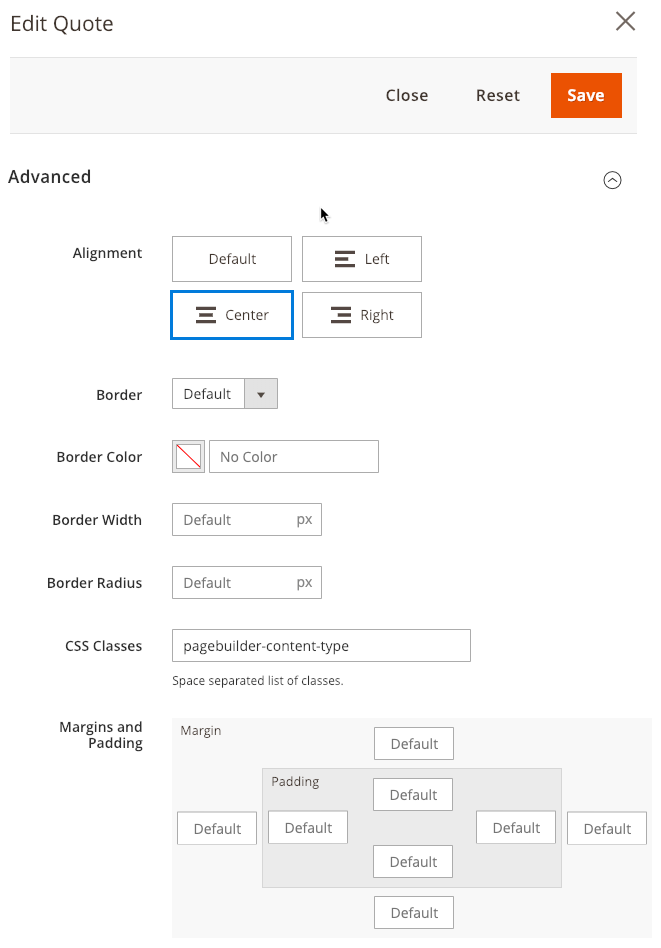 Edit Quote
Close Reset Save
Advanced
Alignment Default Left
Center Right
Border Default
Border Color No Color
Border Width Default px
Border Radius Default px
CSS Classes pagebuilder-content-type
Space separated list of classes.
Margins and
Padding
Margin
Default
Padding
Default
Default Default Default Default
Default
Default